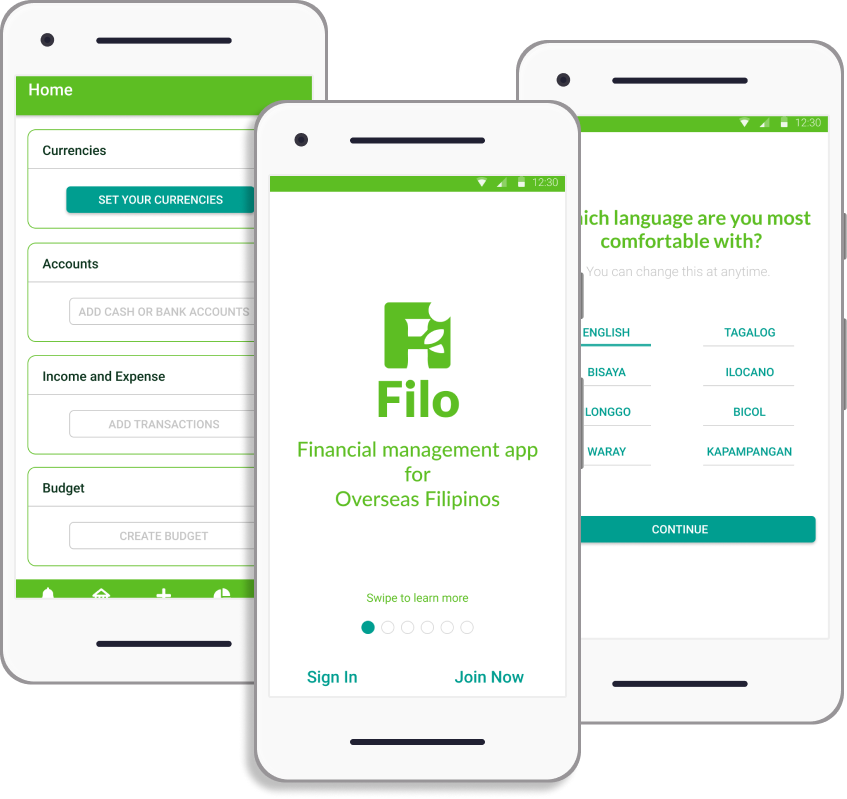 Home
Currencies
SET YOUR CURRENCIES
Accounts
ADD CASH OR BANK ACCOUNTS
Income and Expense
ADD TRANSACTIONS
Budget
CREATE BUDGET
12:30
Filo
Financial management app
for
Overseas Filipinos
Swipe to learn more
Sign In
Join Now
12:30
ich language are you most
comfortable with?
You can change this at anytime.
ENGLISH
TAGALOG
BISAYA
ILOCANO
LONGGO
BICOL
WARAY
KAPAMPANGAN
CONTINUE